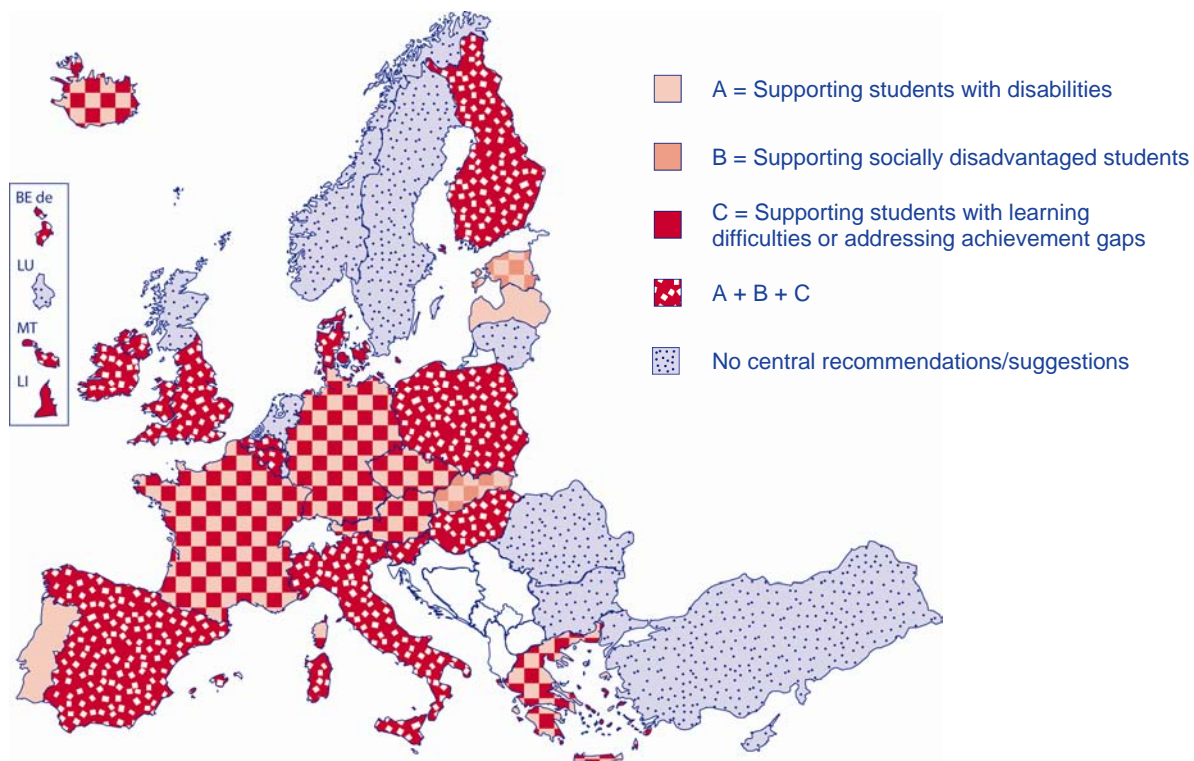 A = Supporting students with disabilities
B = Supporting socially disadvantaged students
C = Supporting students with learning
difficulties or addressing achievement gaps
A + B + C
No central recommendations/suggestions
BE de
LU
MT
LI